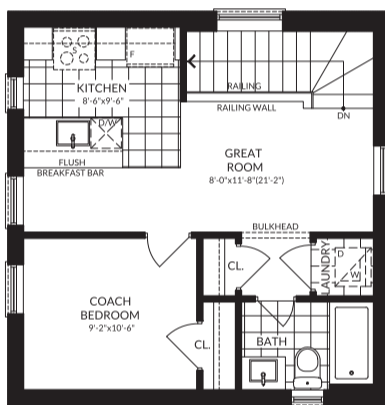 S
F
KITCHEN
8'-6"x9'-6"
D/W
FLUSH
BREAKFAST BAR
RAILING
RAILING WALL
DN
GREAT
ROOM
8'-0"x11'-8"(21'-2")
BULKHEAD
CL.
LAUNDRY
D
W
COACH
BEDROOM
9'-2"x10'-6"
CL.
BATH